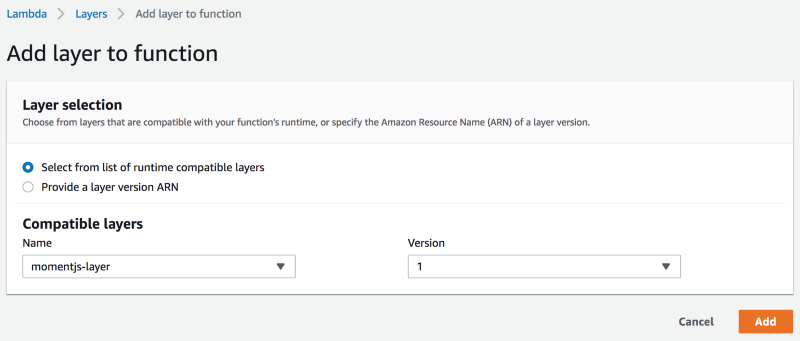 Lambda > Layers > Add layer to function
Add layer to function
Layer selection
Choose from layers that are compatible with your function's runtime, or specify the Amazon Resource Name (ARN) of a layer version.
Select from list of runtime compatible layers
Provide a layer version ARN
Compatible layers
Name Version
momentjs-layer 1
Cancel Add